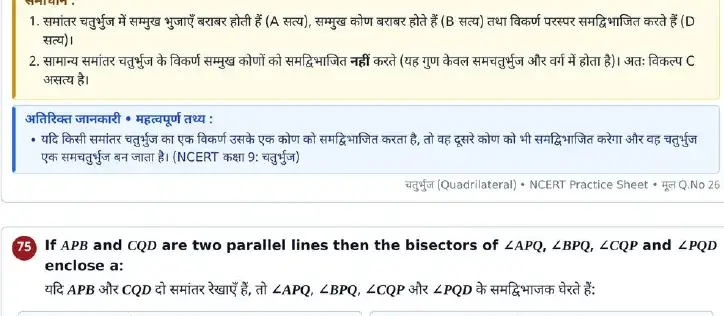 समाधान :
1. समांतर चतुर्भुज में सम्मुख भुजाएँ बराबर होती हैं (A सत्य), सम्मुख कोण बराबर होते हैं (B सत्य) तथा विकर्ण परस्पर समद्विभाजित करते हैं (D
सत्य)।
2. सामान्य समांतर चतुर्भुज के विकर्ण सम्मुख कोणों को समद्विभाजित नहीं करते (यह गुण केवल समचतुर्भुज और वर्ग में होता है)। अतः विकल्प C
असत्य है।
अतिरिक्त जानकारी • महत्वपूर्ण तथ्य :
• यदि किसी समांतर चतुर्भुज का एक विकर्ण उसके एक कोण को समद्विभाजित करता है, तो वह दूसरे कोण को भी समद्विभाजित करेगा और वह चतुर्भुज
एक समचतुर्भुज बन जाता है। (NCERT कक्षा 9: चतुर्भुज)
चतुर्भुज (Quadrilateral) • NCERT Practice Sheet • मूल Q.No 26
75 If APB and CQD are two parallel lines then the bisectors of ∠APQ, ∠BPQ, ∠CQP and ∠PQD
enclose a:
यदि APB और CQD दो समांतर रेखाएँ हैं, तो ∠APQ, ∠BPQ, ∠CQP और ∠PQD के समद्विभाजक घेरते हैं: